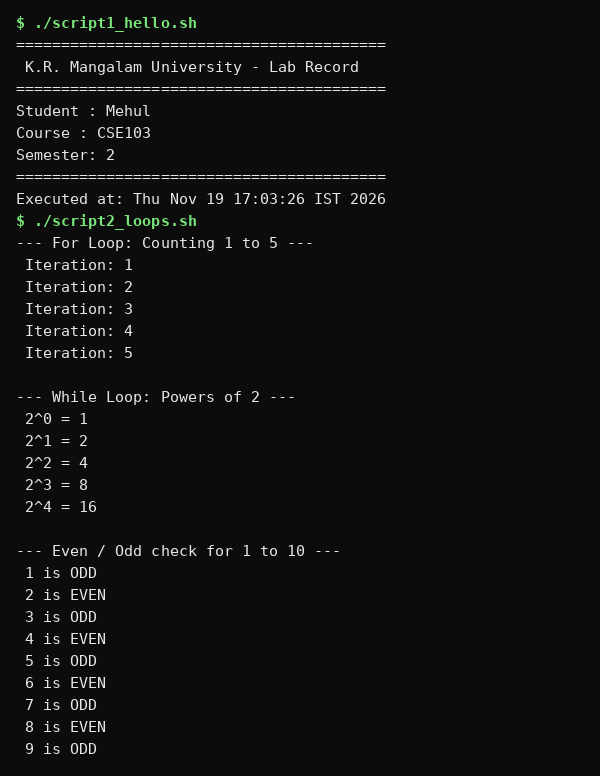 $ ./script1_hello.sh
=========================================
K.R. Mangalam University - Lab Record
=========================================
Student : Mehul
Course : CSE103
Semester: 2
=========================================
Executed at: Thu Nov 19 17:03:26 IST 2026
$ ./script2_loops.sh
--- For Loop: Counting 1 to 5 ---
Iteration: 1
Iteration: 2
Iteration: 3
Iteration: 4
Iteration: 5
--- While Loop: Powers of 2 ---
2^0 = 1
2^1 = 2
2^2 = 4
2^3 = 8
2^4 = 16
--- Even / Odd check for 1 to 10 ---
1 is ODD
2 is EVEN
3 is ODD
4 is EVEN
5 is ODD
6 is EVEN
7 is ODD
8 is EVEN
9 is ODD